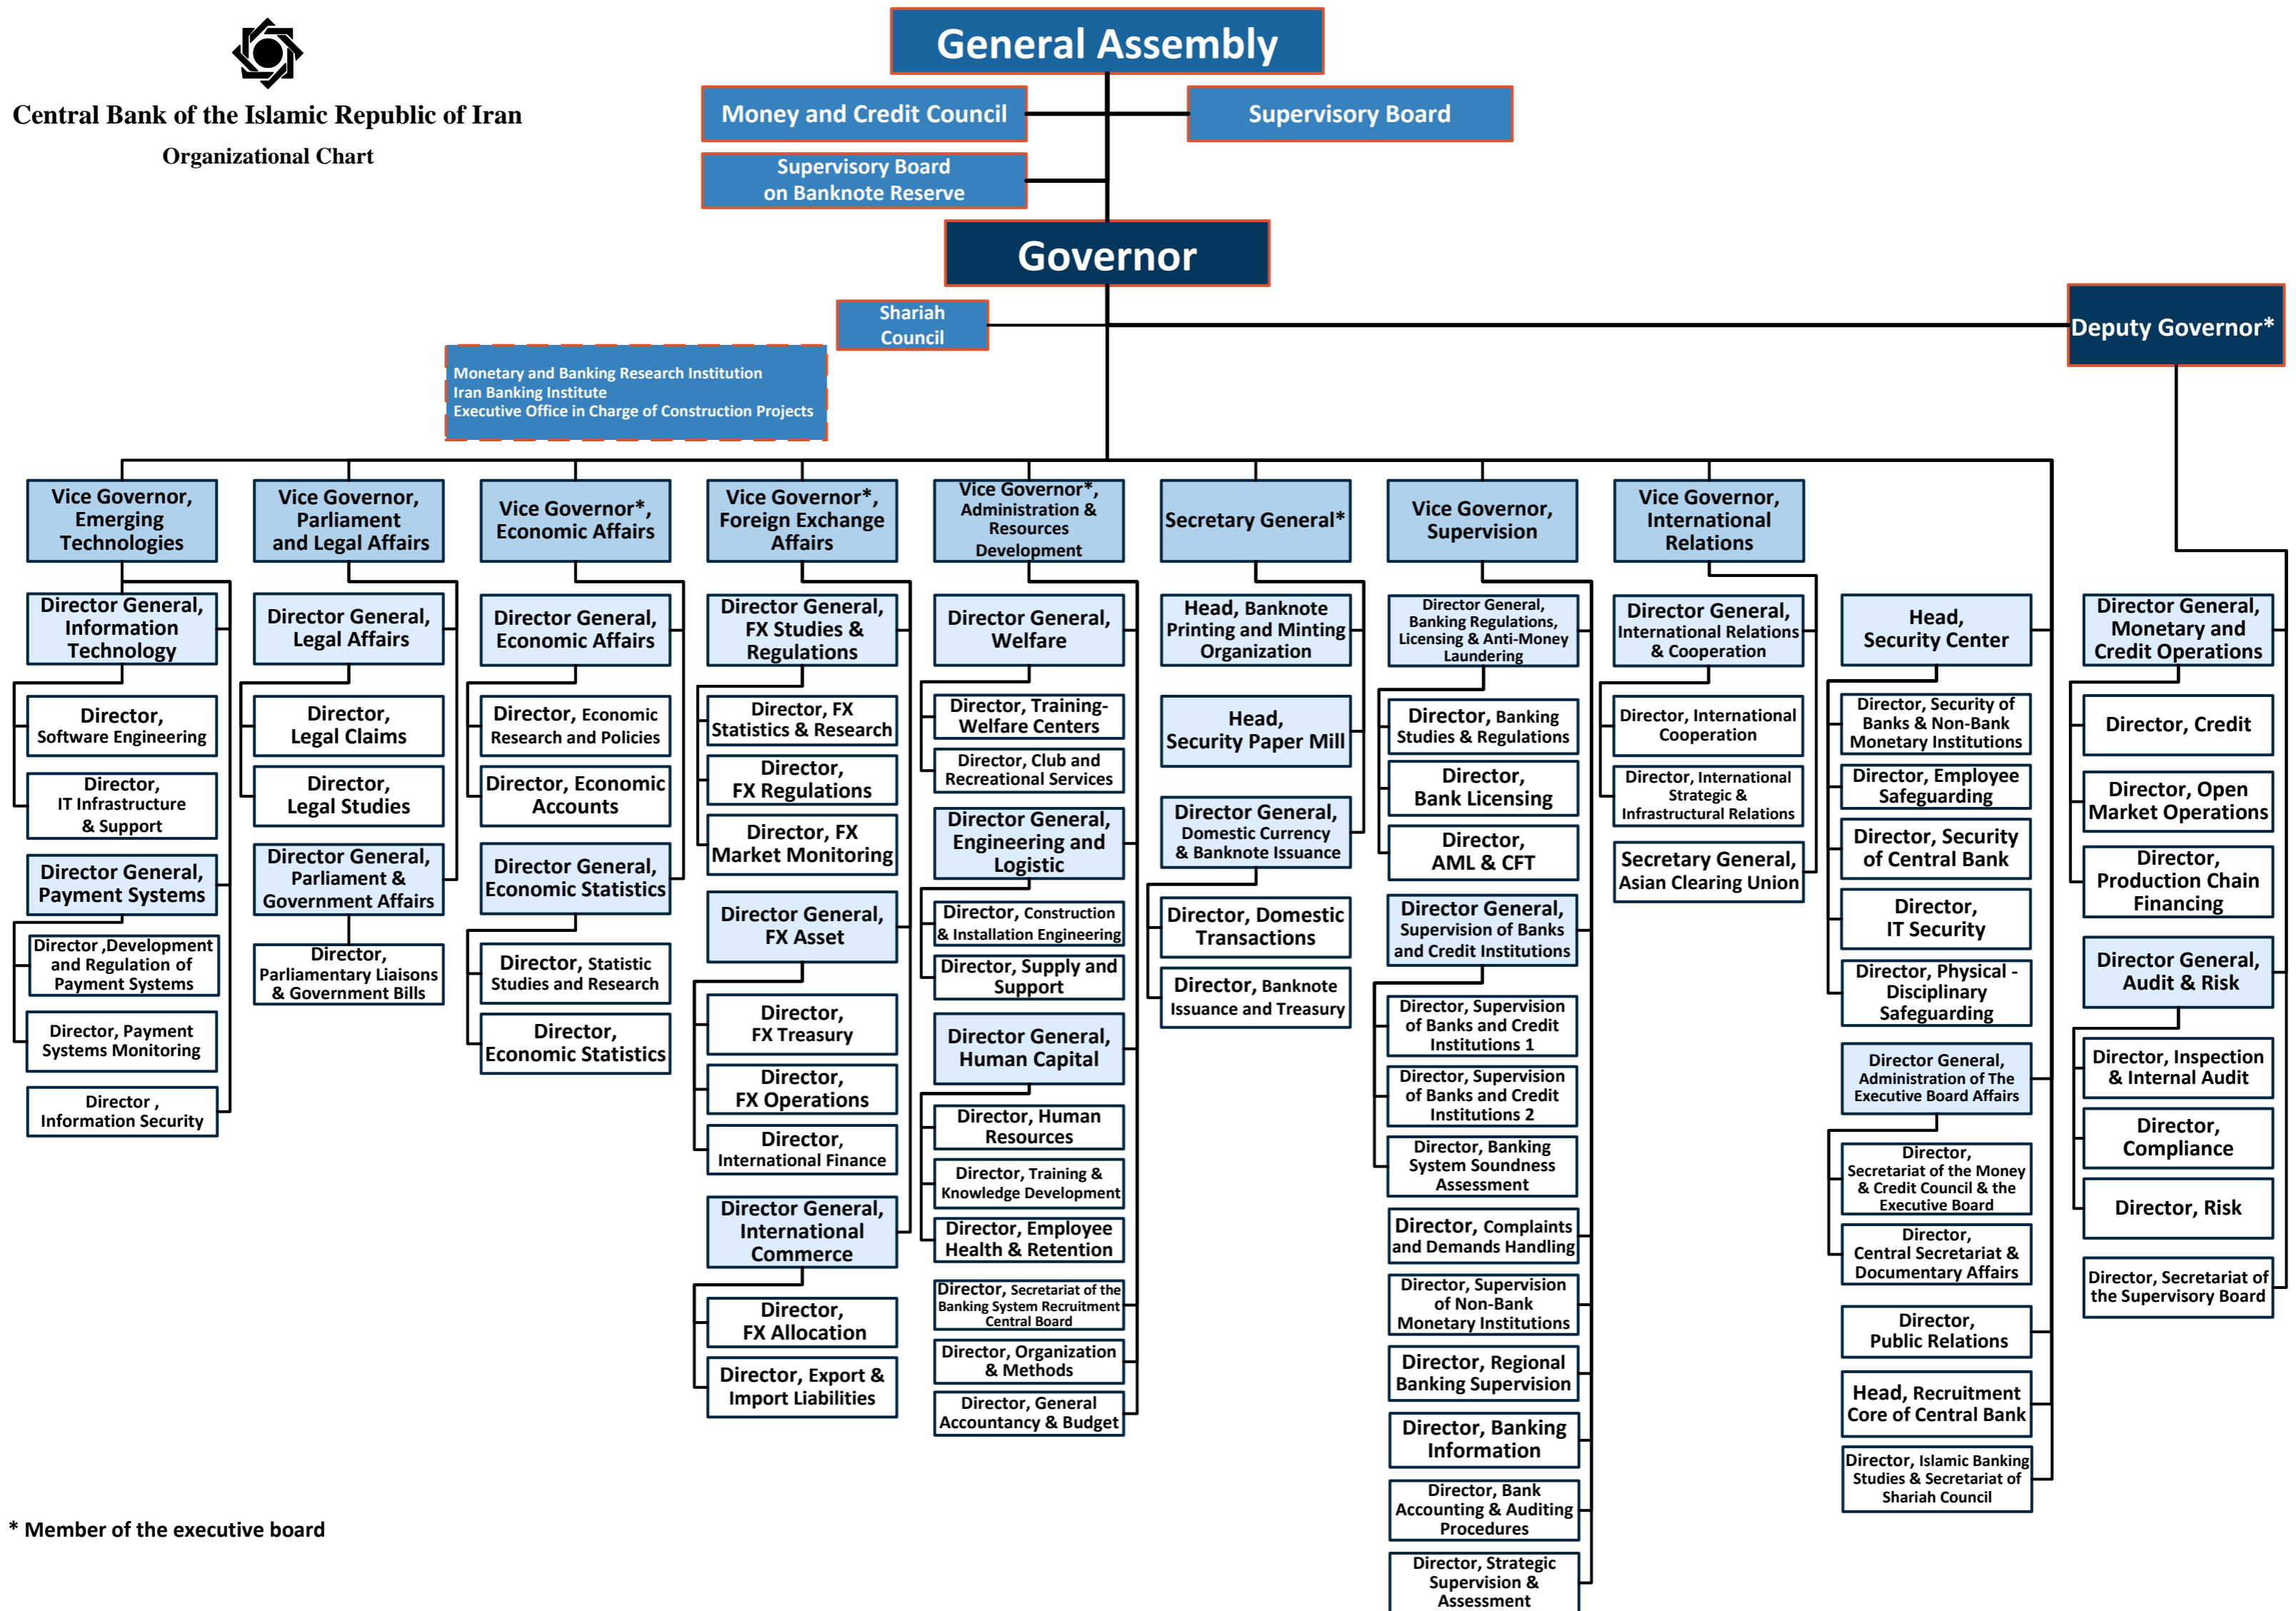 Central Bank of the Islamic Republic of Iran
Organizational Chart
General Assembly
Money and Credit Council
Supervisory Board
Supervisory Board
on Banknote Reserve
Governor
Shariah
Council
Deputy Governor*
Monetary and Banking Research Institution
Iran Banking Institute
Executive Office in Charge of Construction Projects
Vice Governor,
Emerging
Technologies
Director General,
Information
Technology
Director,
Software Engineering
Director,
IT Infrastructure
& Support
Director General,
Payment Systems
Director ,Development
and Regulation of
Payment Systems
Director, Payment
Systems Monitoring
Director ,
Information Security
Vice Governor,
Parliament
and Legal Affairs
Director General,
Legal Affairs
Director,
Legal Claims
Director,
Legal Studies
Director General,
Parliament &
Government Affairs
Director,
Parliamentary Liaisons
& Government Bills
Vice Governor*,
Economic Affairs
Director General,
Economic Affairs
Director, Economic
Research and Policies
Director, Economic
Accounts
Director General,
Economic Statistics
Director, Statistic
Studies and Research
Director,
Economic Statistics
Vice Governor*,
Foreign Exchange
Affairs
Director General,
FX Studies &
Regulations
Director, FX
Statistics & Research
Director,
FX Regulations
Director, FX
Market Monitoring
Director General,
FX Asset
Director,
FX Treasury
Director,
FX Operations
Director,
International Finance
Director General,
International
Commerce
Director,
FX Allocation
Director, Export &
Import Liabilities
Vice Governor*,
Administration &
Resources
Development
Director General,
Welfare
Director, Training-
Welfare Centers
Director, Club and
Recreational Services
Director General,
Engineering and
Logistic
Director, Construction
& Installation Engineering
Director, Supply and
Support
Director General,
Human Capital
Director, Human
Resources
Director, Training &
Knowledge Development
Director, Employee
Health & Retention
Director, Secretariat of the
Banking System Recruitment
Central Board
Director, Organization
& Methods
Director, General
Accountancy & Budget
Secretary General*
Head, Banknote
Printing and Minting
Organization
Head,
Security Paper Mill
Director General,
Domestic Currency
& Banknote Issuance
Director, Domestic
Transactions
Director, Banknote
Issuance and Treasury
Vice Governor,
Supervision
Director General,
Banking Regulations,
Licensing & Anti-Money
Laundering
Director, Banking
Studies & Regulations
Director,
Bank Licensing
Director,
AML & CFT
Director General,
Supervision of Banks
and Credit Institutions
Director, Supervision
of Banks and Credit
Institutions 1
Director, Supervision
of Banks and Credit
Institutions 2
Director, Banking
System Soundness
Assessment
Director, Complaints
and Demands Handling
Director, Supervision
of Non-Bank
Monetary Institutions
Director, Regional
Banking Supervision
Director, Banking
Information
Director, Bank
Accounting & Auditing
Procedures
Director, Strategic
Supervision &
Assessment
Vice Governor,
International
Relations
Director General,
International Relations
& Cooperation
Director, International
Cooperation
Director, International
Strategic &
Infrastructural Relations
Secretary General,
Asian Clearing Union
Head,
Security Center
Director, Security of
Banks & Non-Bank
Monetary Institutions
Director, Employee
Safeguarding
Director, Security
of Central Bank
Director,
IT Security
Director, Physical -
Disciplinary
Safeguarding
Director General,
Administration of The
Executive Board Affairs
Director,
Secretariat of the Money
& Credit Council & the
Executive Board
Director,
Central Secretariat &
Documentary Affairs
Director,
Public Relations
Head, Recruitment
Core of Central Bank
Director, Islamic Banking
Studies & Secretariat of
Shariah Council
Director General,
Monetary and
Credit Operations
Director, Credit
Director, Open
Market Operations
Director,
Production Chain
Financing
Director General,
Audit & Risk
Director, Inspection
& Internal Audit
Director,
Compliance
Director, Risk
Director, Secretariat of
the Supervisory Board
* Member of the executive board